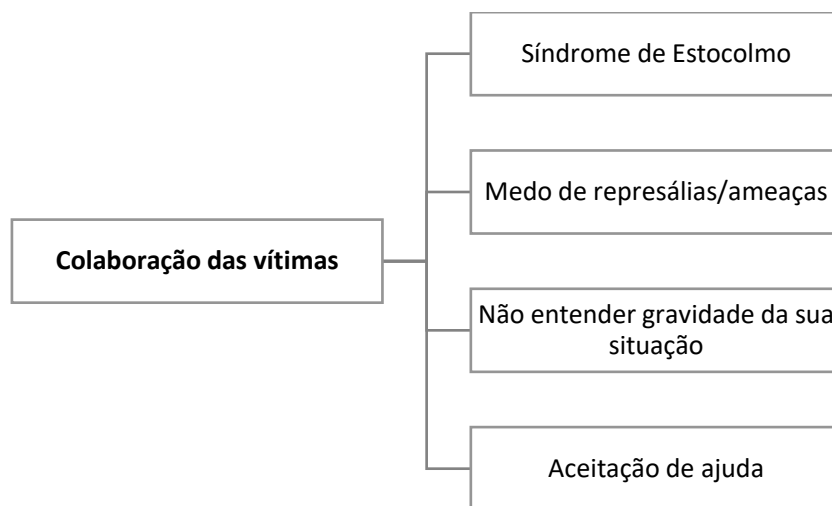 Síndrome de Estocolmo
Medo de represálias/ameaças
Colaboração das vítimas
Não entender gravidade da sua
situação
Aceitação de ajuda